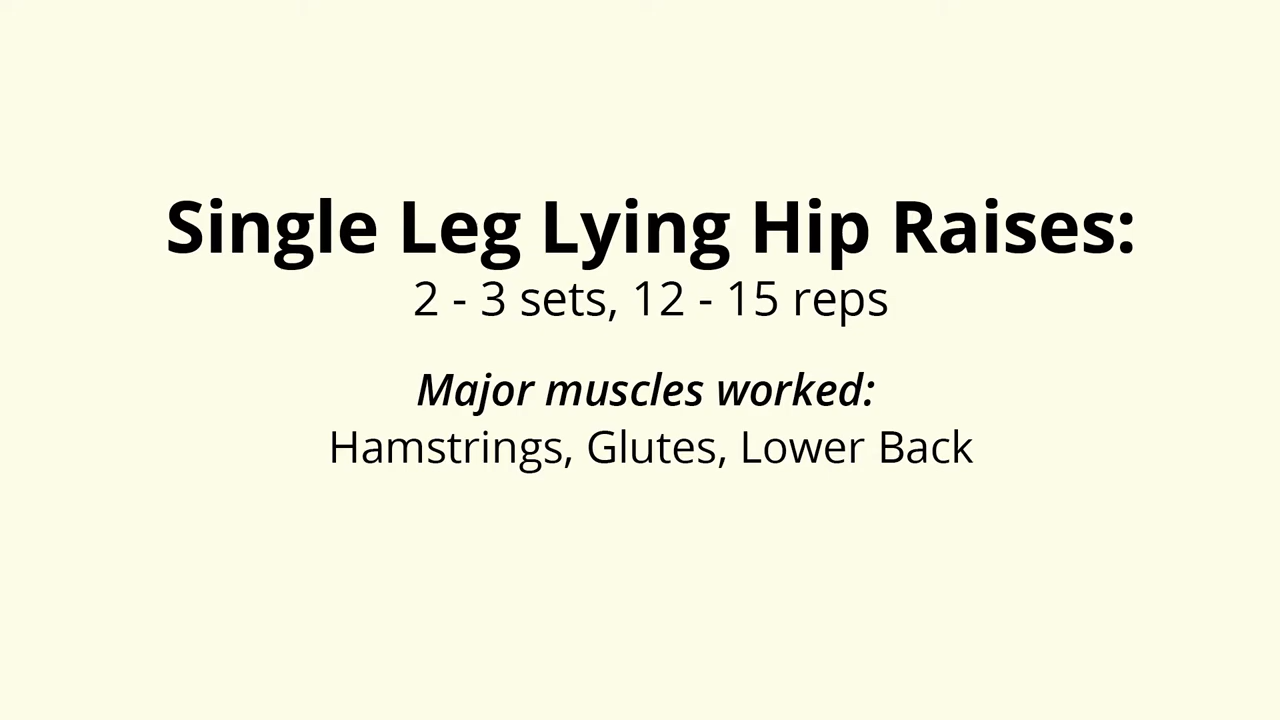 Single Leg Lying Hip Raises:
2 - 3 sets, 12 - 15 reps
Major muscles worked:
Hamstrings, Glutes, Lower Back